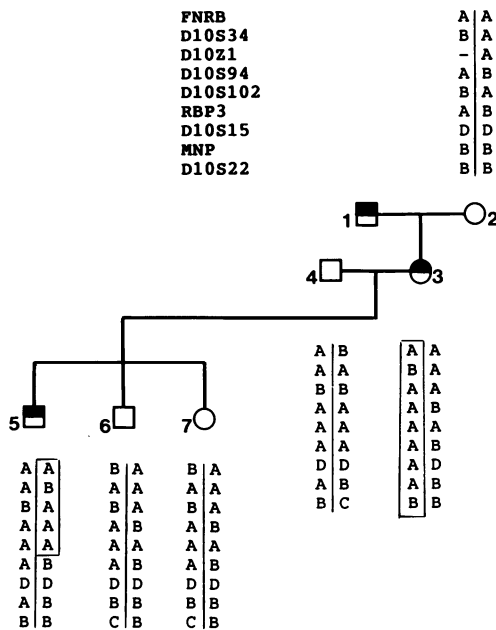 FNRB A A
D10S34 B A
D10Z1 - A
D10S94 A B
D10S102 B A
RBP3 A B
D10S15 D D
MNP B B
D10S22 B B
1 2
4 3
A B A A
A A B A
B B A A
A A A B
A A A A
A A A B
D D A D
A B A B
B C B B
5 6 7
A A B A B A
A B A A A A
B A B A B A
A A A B A B
A A A A A A
A B A B A B
D D D D D D
A B B B B B
B B C B C B